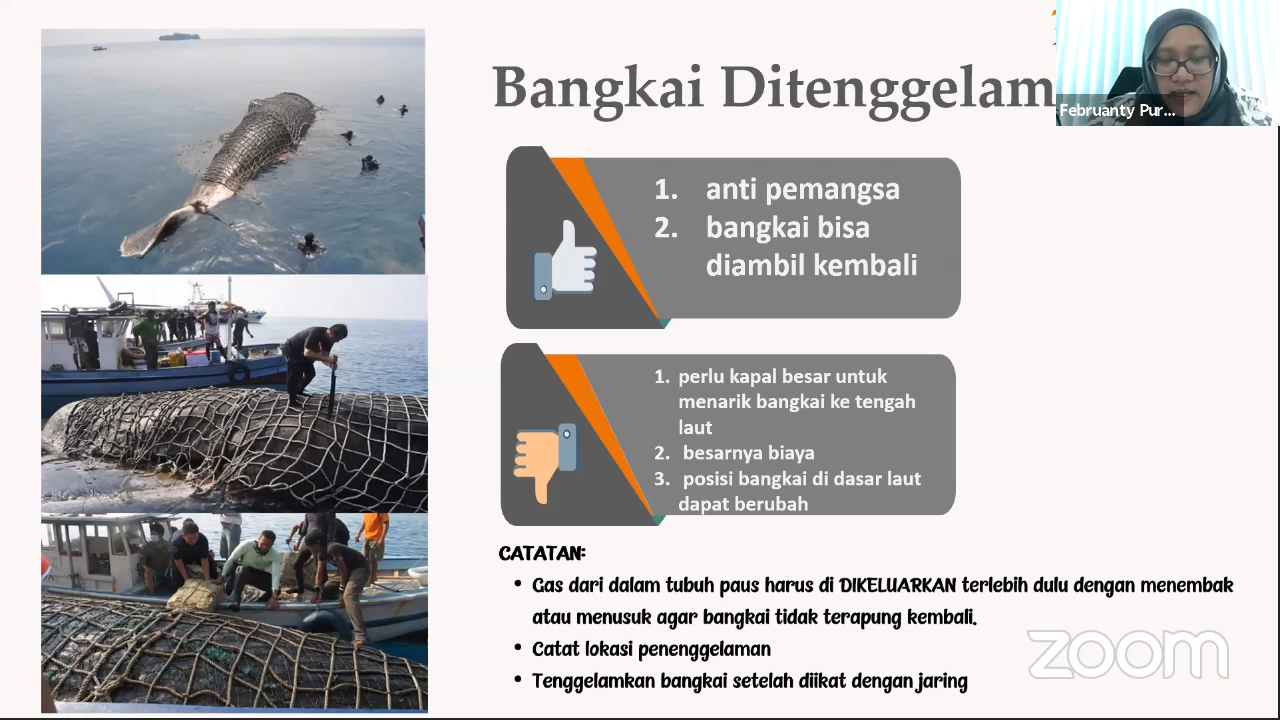 Bangkai Ditenggelam
Februanty Pur...
1. anti pemangsa
2. bangkai bisa
diambil kembali
1. perlu kapal besar untuk
menarik bangkai ke tengah
laut
2. besarnya biaya
3. posisi bangkai di dasar laut
dapat berubah
CATATAN:
• Gas dari dalam tubuh paus harus di DIKELUARKAN terlebih dulu dengan menembak
atau menusuk agar bangkai tidak terapung kembali.
• Catat lokasi penenggelaman
• Tenggelamkan bangkai setelah diikat dengan jaring
zoom